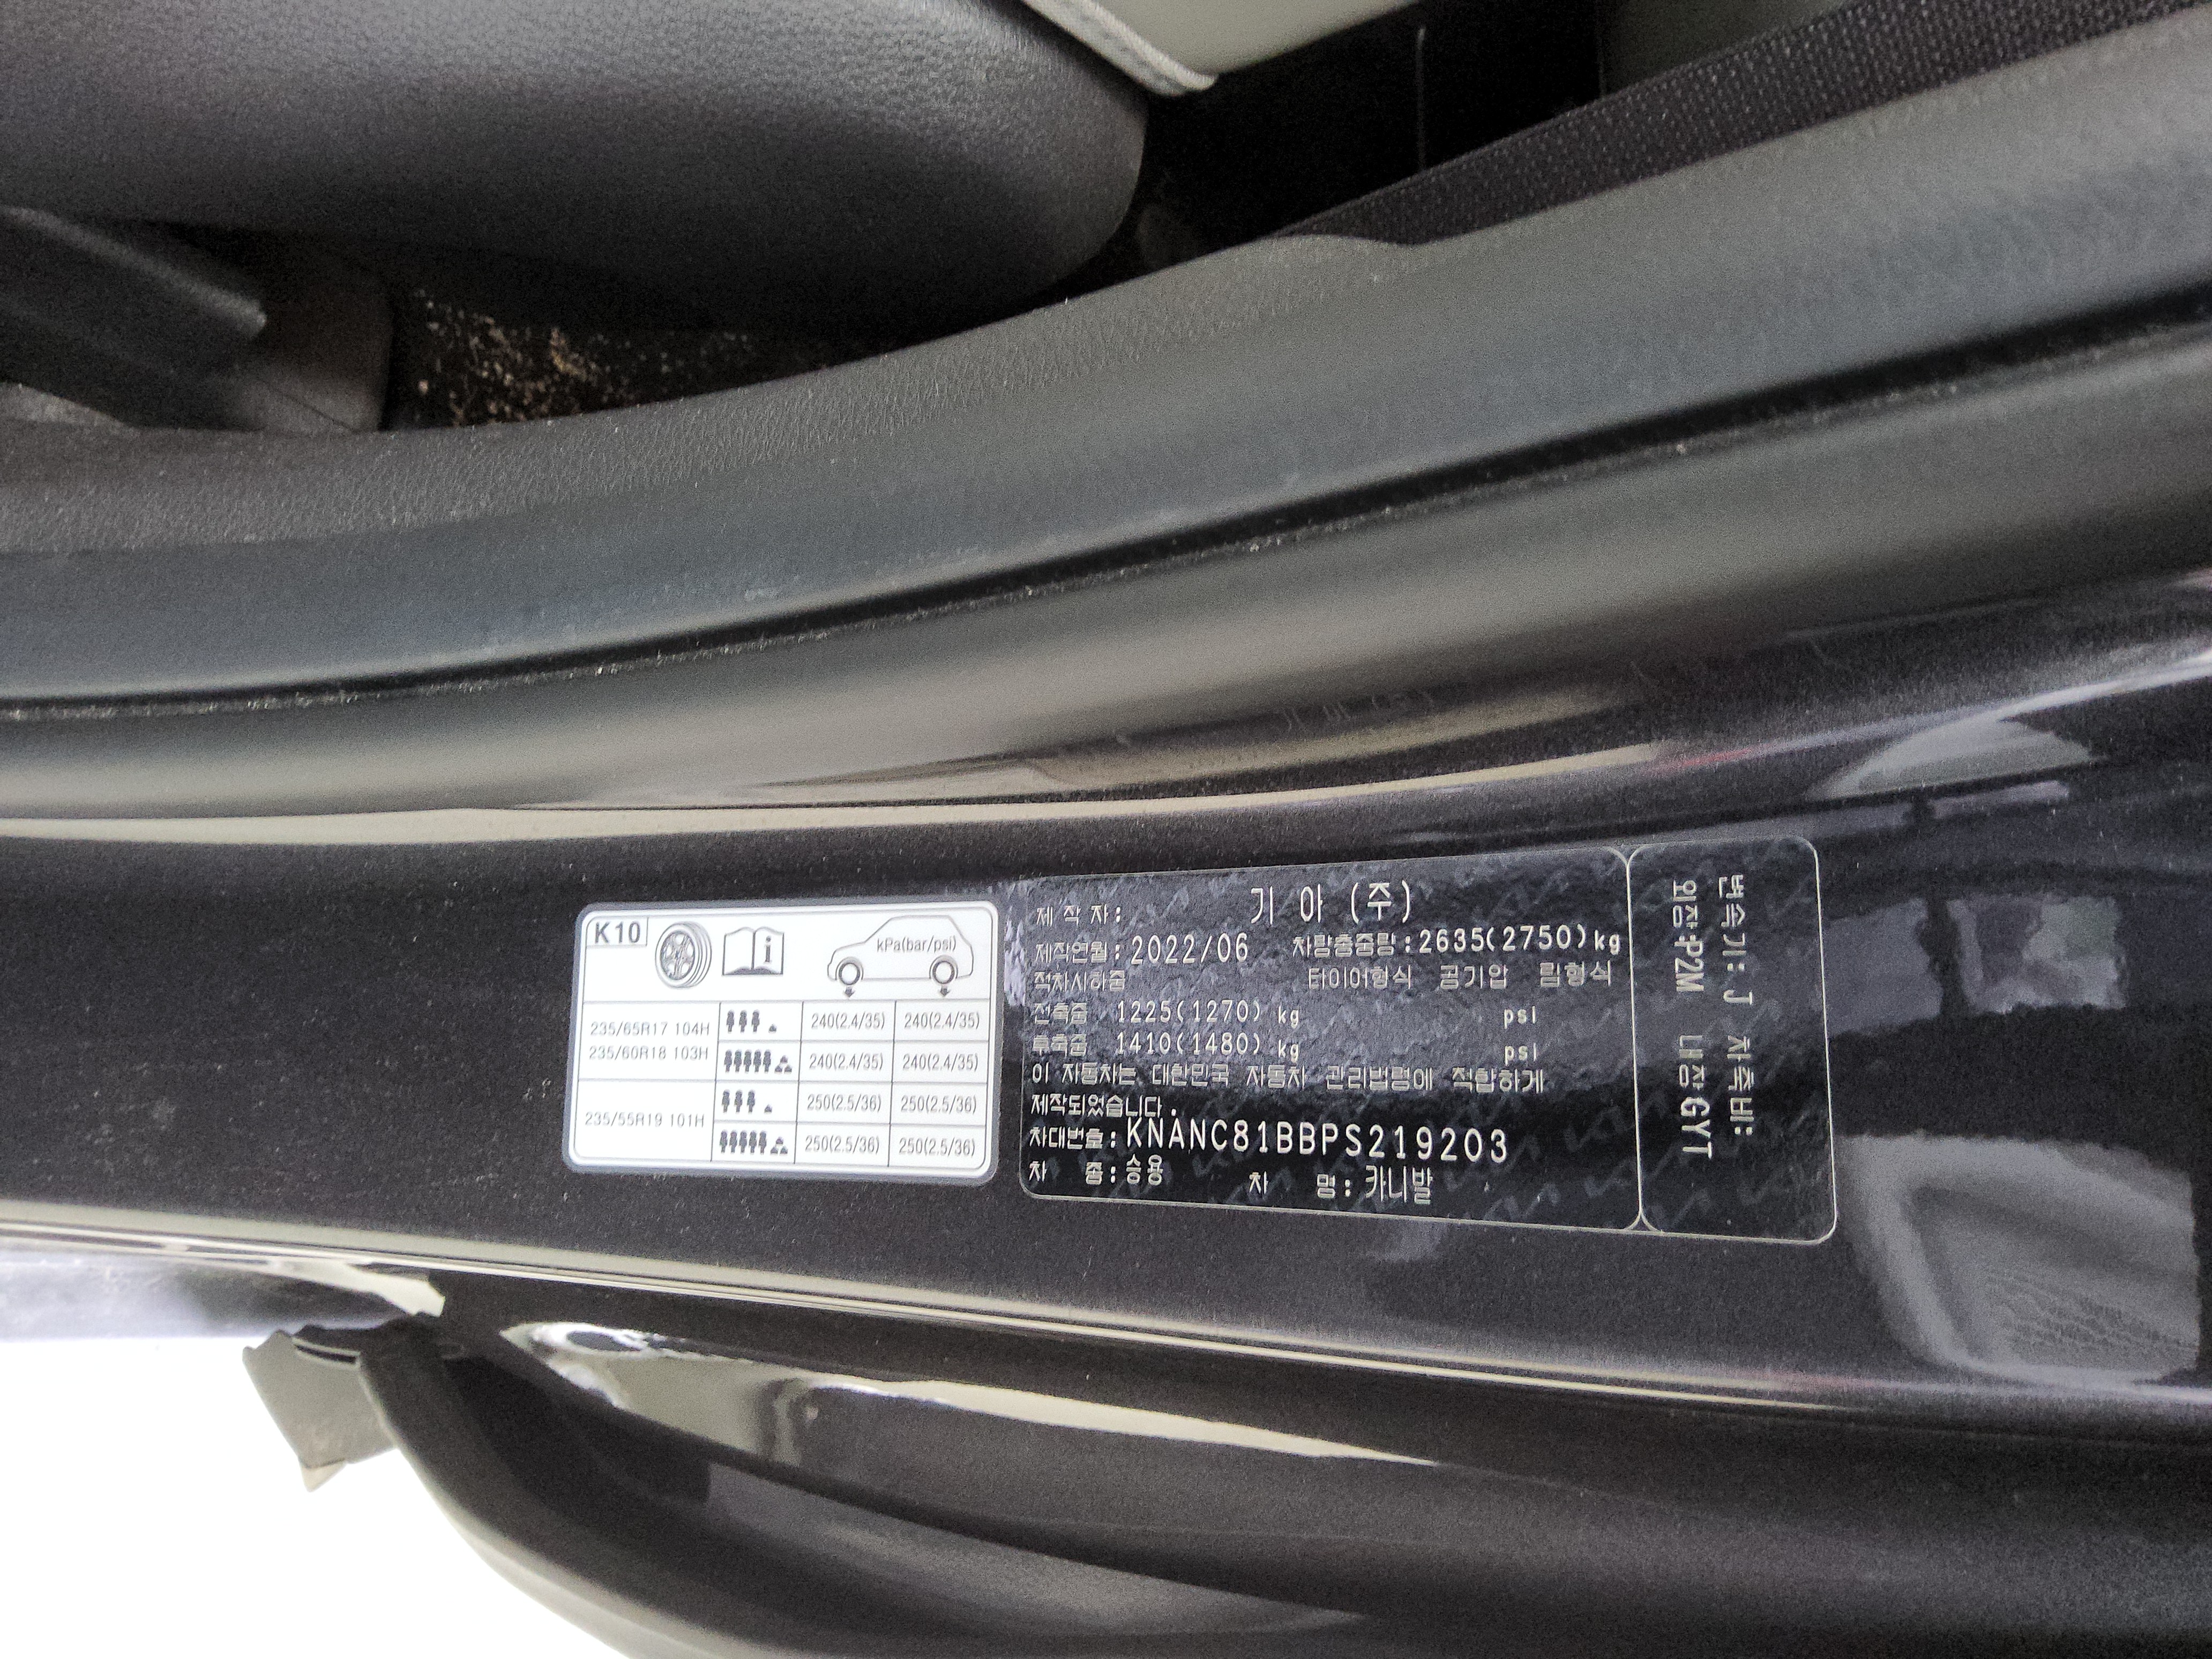 K10
kPa(bar/psi)
235/65R17 104H
235/60R18 103H
240(2.4/35) 240(2.4/35)
240(2.4/35) 240(2.4/35)
235/55R19 101H
250(2.5/36) 250(2.5/36)
250(2.5/36) 250(2.5/36)
제 작 자: 기 아 (주)
제작연월: 2022/06 차량총중량: 2635(2750)kg
적차시하중 타이어형식 공기압 림형식
전축중 1225(1270) kg psi
후축중 1410(1480) kg psi
이 자동차는 대한민국 자동차 관리법령에 적합하게
제작되었습니다.
차대번호: KNANC81BBPS219203
차 종: 승용 차 명: 카니발
변속기: J 차축비:
외장:P2M 내장GYT